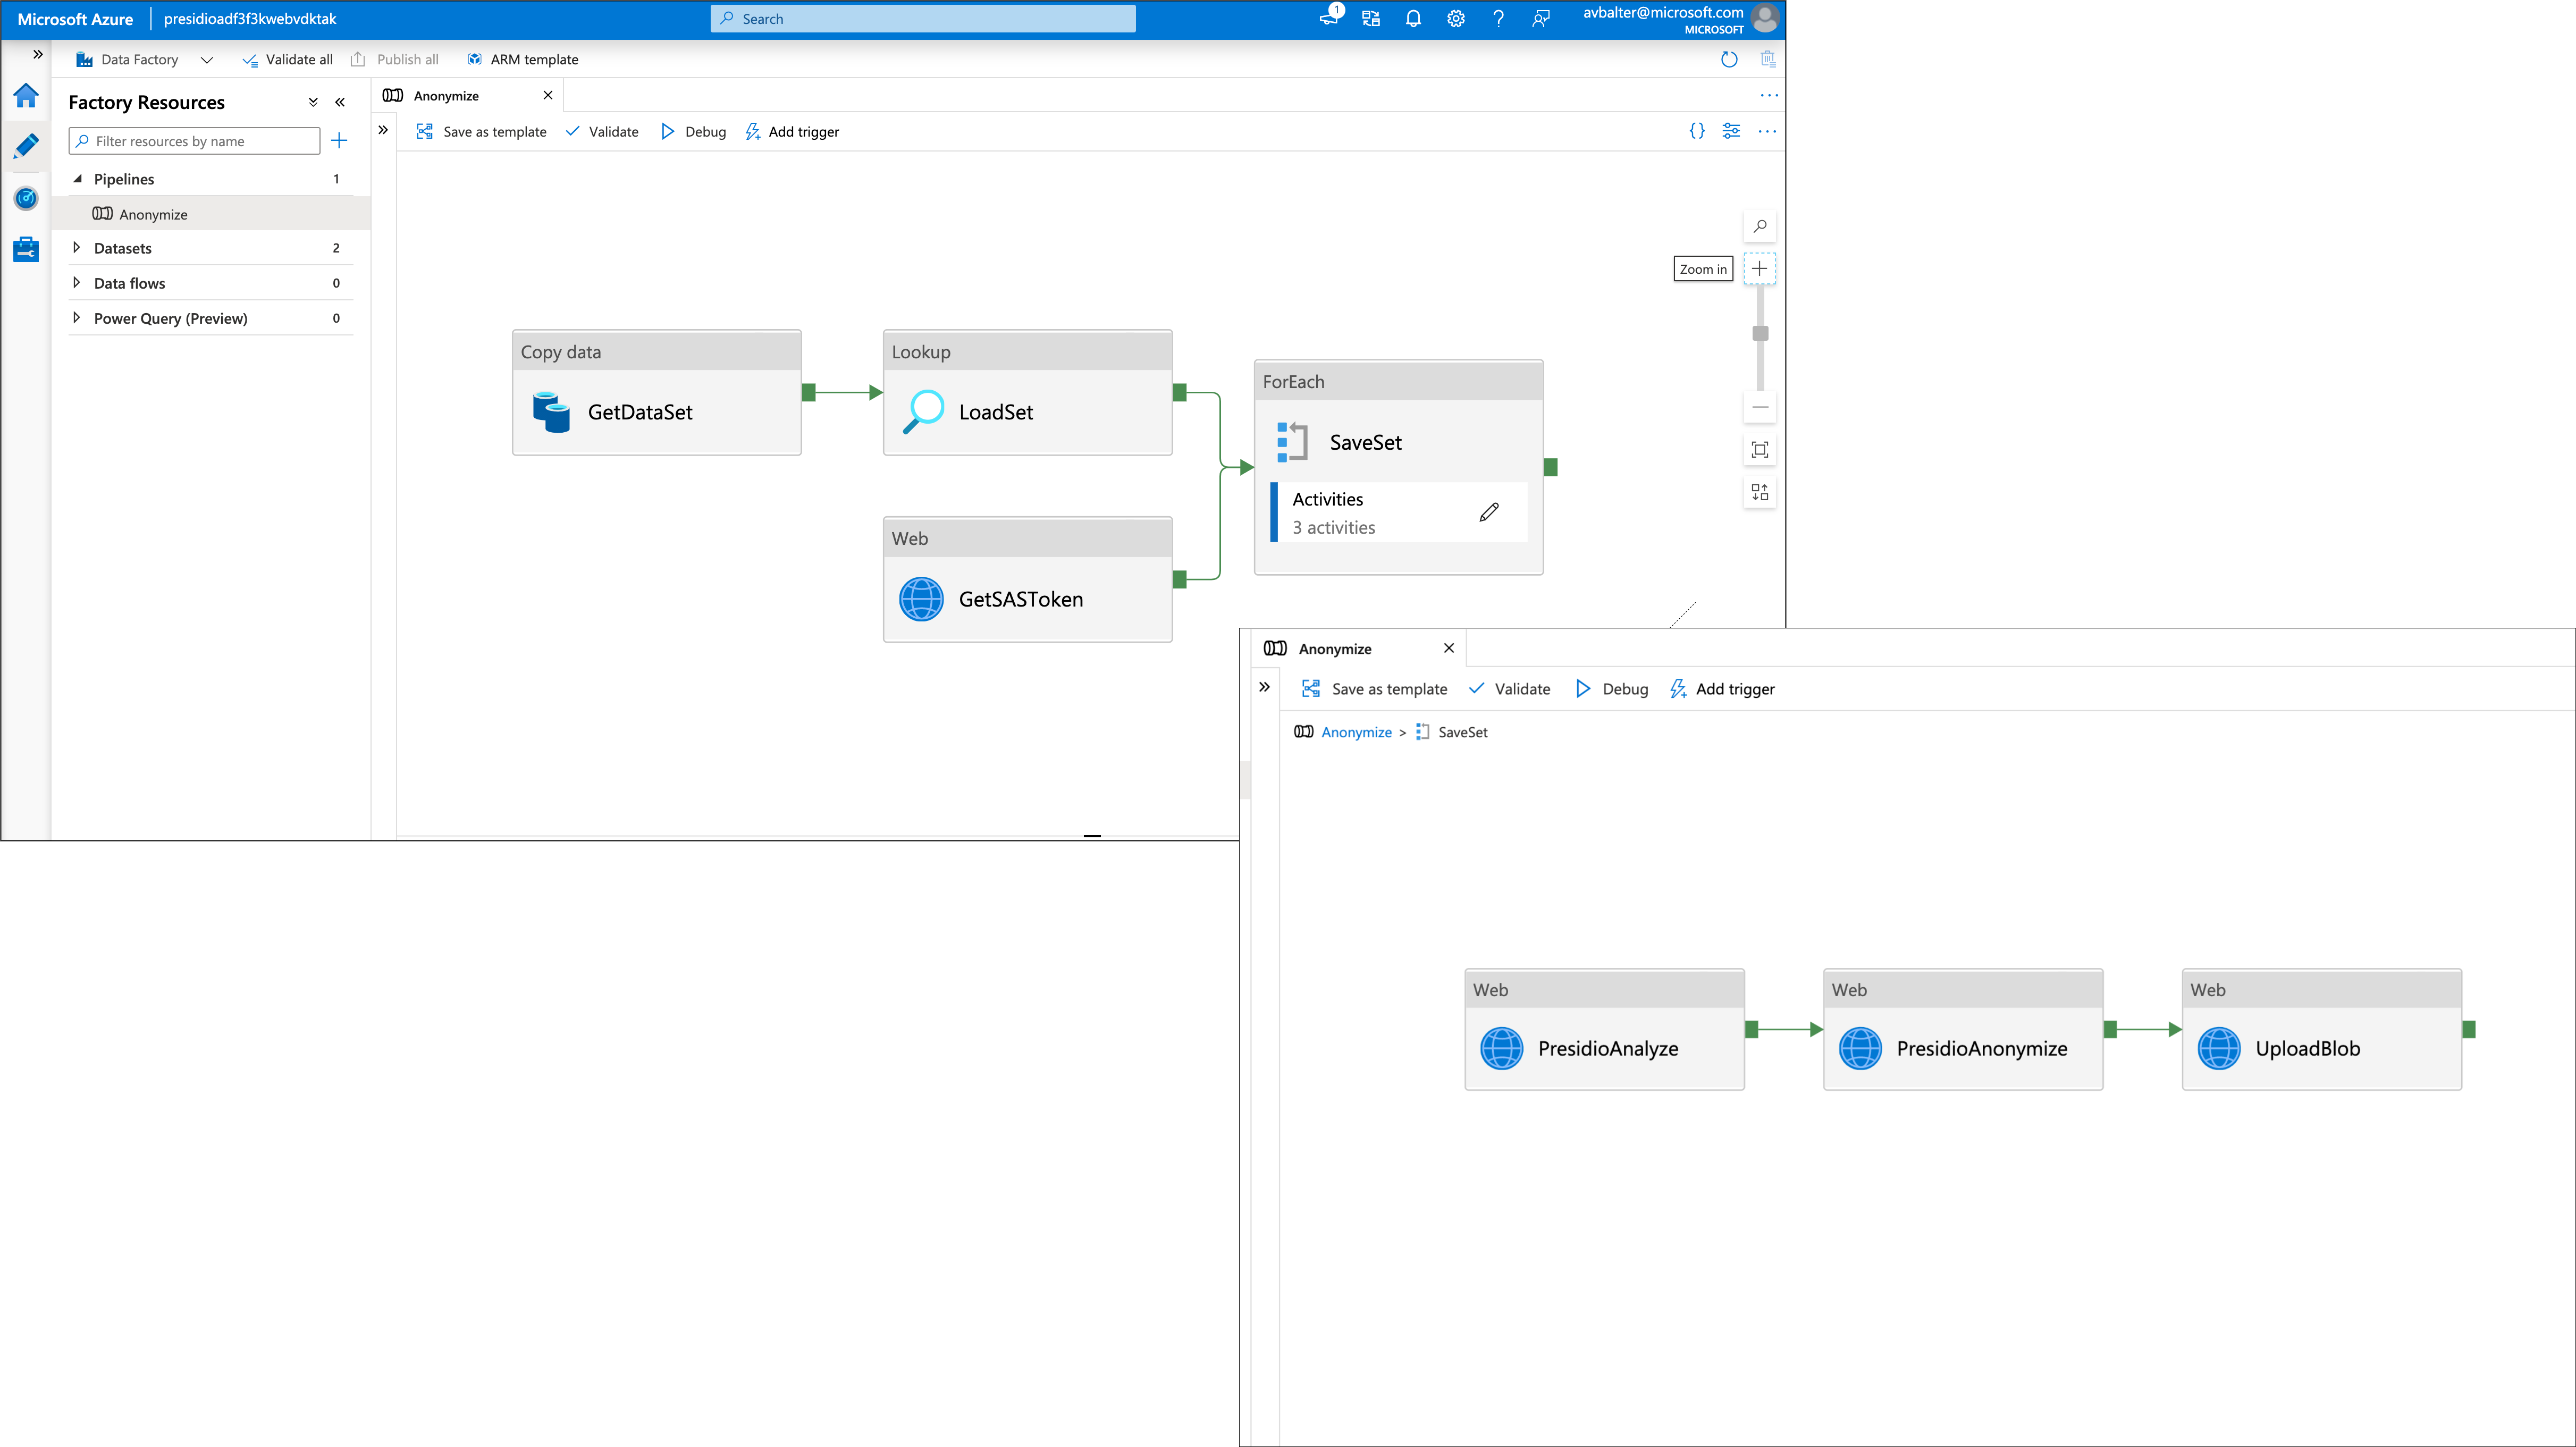 Microsoft Azure presidioadf3f3kwebvdktak
Search
1
avbalter@microsoft.com
MICROSOFT
Data Factory Validate all Publish all ARM template
Factory Resources
Filter resources by name
Pipelines 1
Anonymize
Datasets 2
Data flows 0
Power Query (Preview) 0
Anonymize
Save as template Validate Debug Add trigger
Zoom in
Copy data
GetDataSet
Lookup
LoadSet
Web
GetSASToken
ForEach
SaveSet
Activities
3 activities
Anonymize
Save as template Validate Debug Add trigger
Anonymize > SaveSet
Web
PresidioAnalyze
Web
PresidioAnonymize
Web
UploadBlob